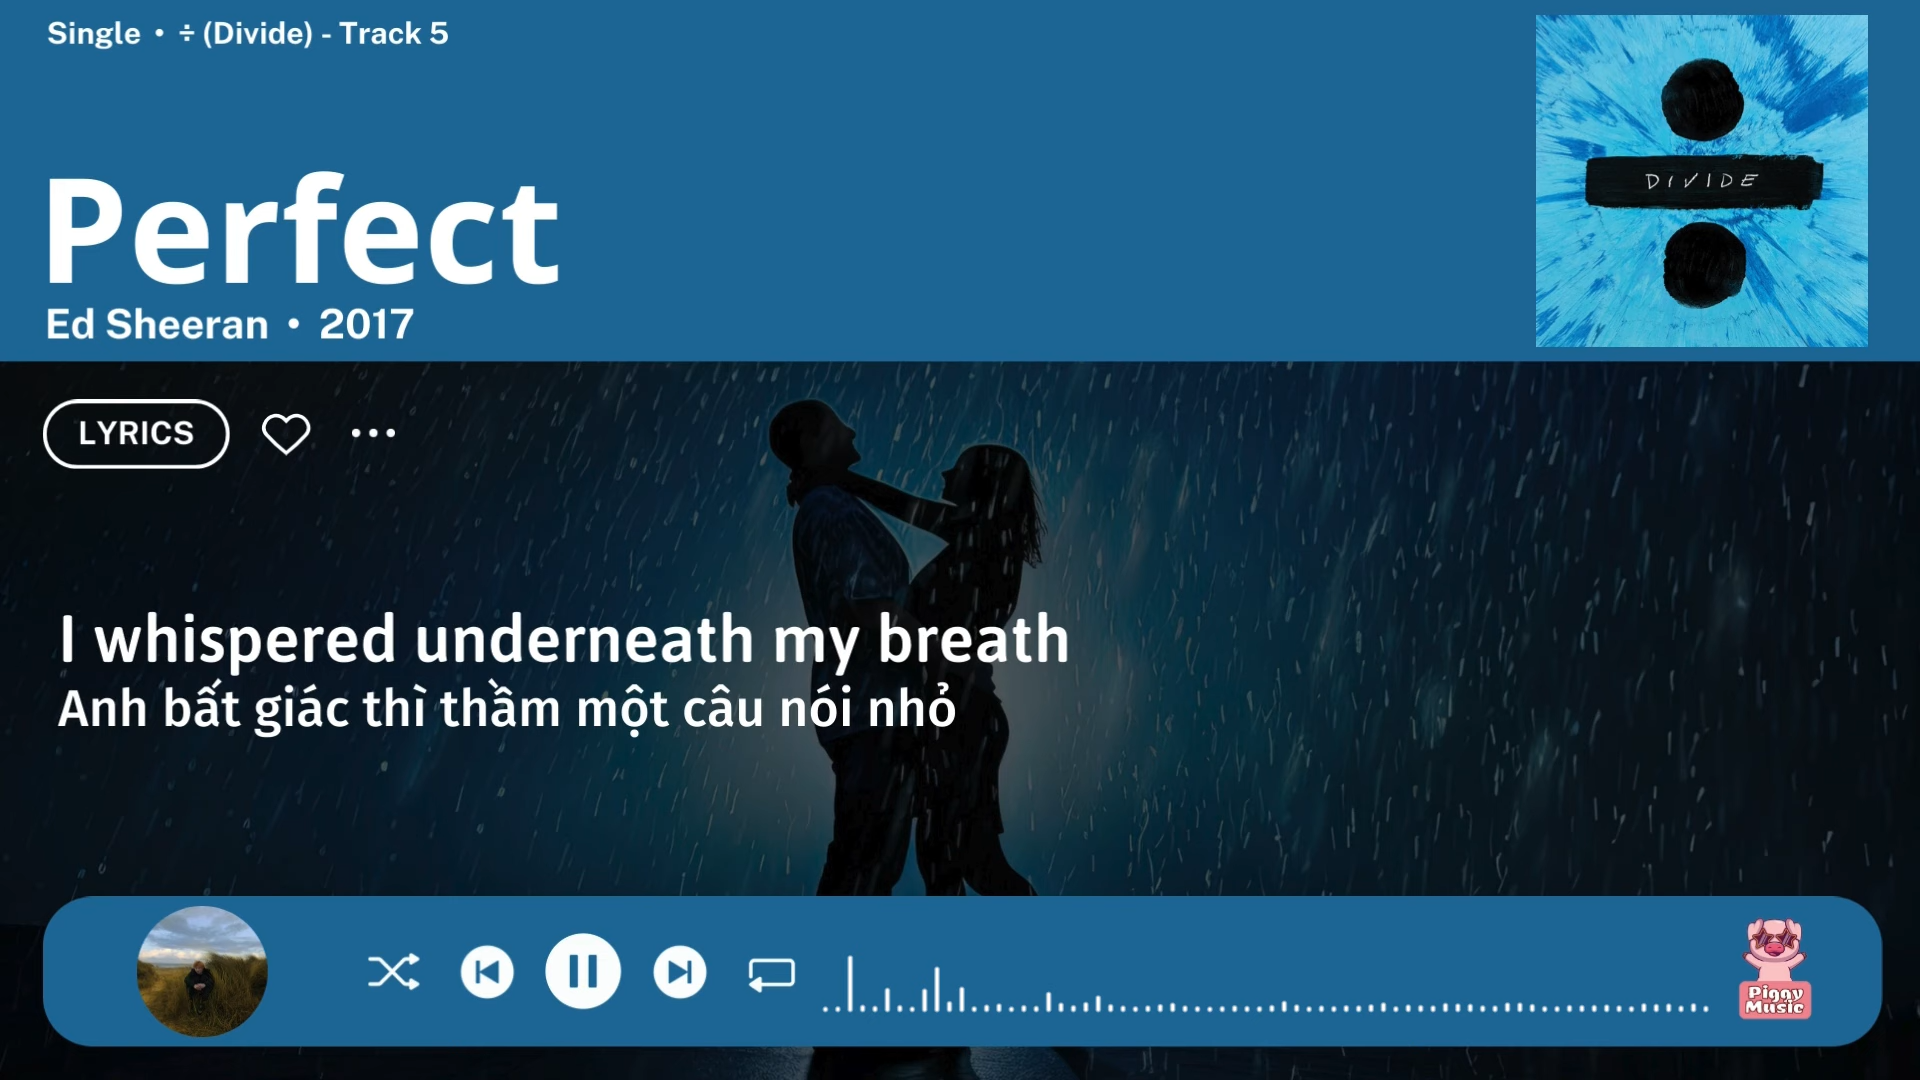 Single • ÷ (Divide) - Track 5
DIVIDE
Perfect
Ed Sheeran • 2017
LYRICS
I whispered underneath my breath
Anh bất giác thì thầm một câu nói nhỏ
Piggy
Music